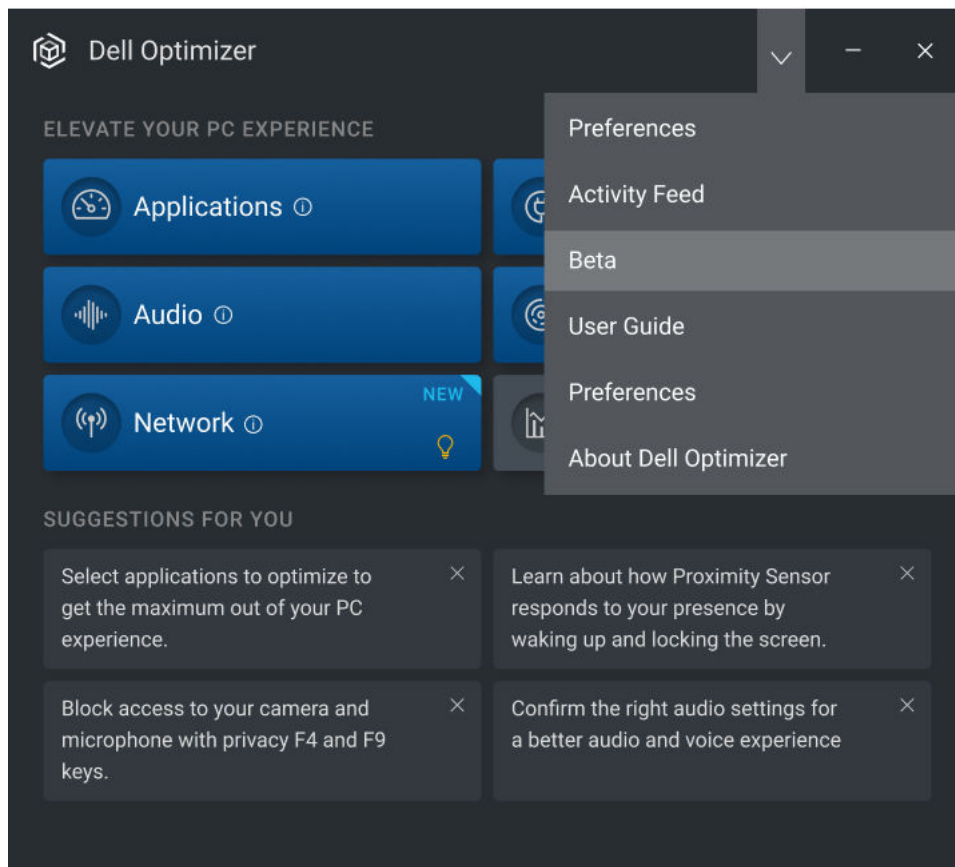 Dell Optimizer
ELEVATE YOUR PC EXPERIENCE
Applications
Audio
Network
NEW
Preferences
Activity Feed
Beta
User Guide
Preferences
About Dell Optimizer
SUGGESTIONS FOR YOU
Select applications to optimize to
get the maximum out of your PC
experience.
Learn about how Proximity Sensor
responds to your presence by
waking up and locking the screen.
Block access to your camera and
microphone with privacy F4 and F9
keys.
Confirm the right audio settings for
a better audio and voice experience